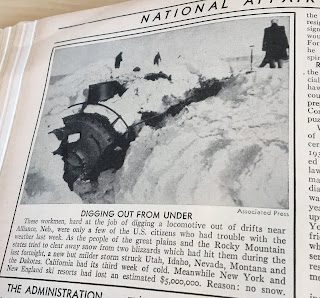 NATIONAL AFFAIR
Associated Press
DIGGING OUT FROM UNDER
These workmen, hard at the job of digging a locomotive out of drifts near
Alliance, Neb., were only a few of the U.S. citizens who had trouble with the
weather last week. As the people of the great plains and the Rocky Mountain
states tried to clear away snow from two blizzards which had hit them during the
last fortnight, a new but milder storm struck Utah, Idaho, Nevada, Montana and
the Dakotas. California had its third week of cold. Meanwhile New York and
New England ski resorts had lost an estimated $5,000,000. Reason: no snow.
THE ADMINISTRATION